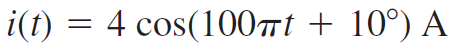 i(t) = 4 cos(100πt + 10°) A